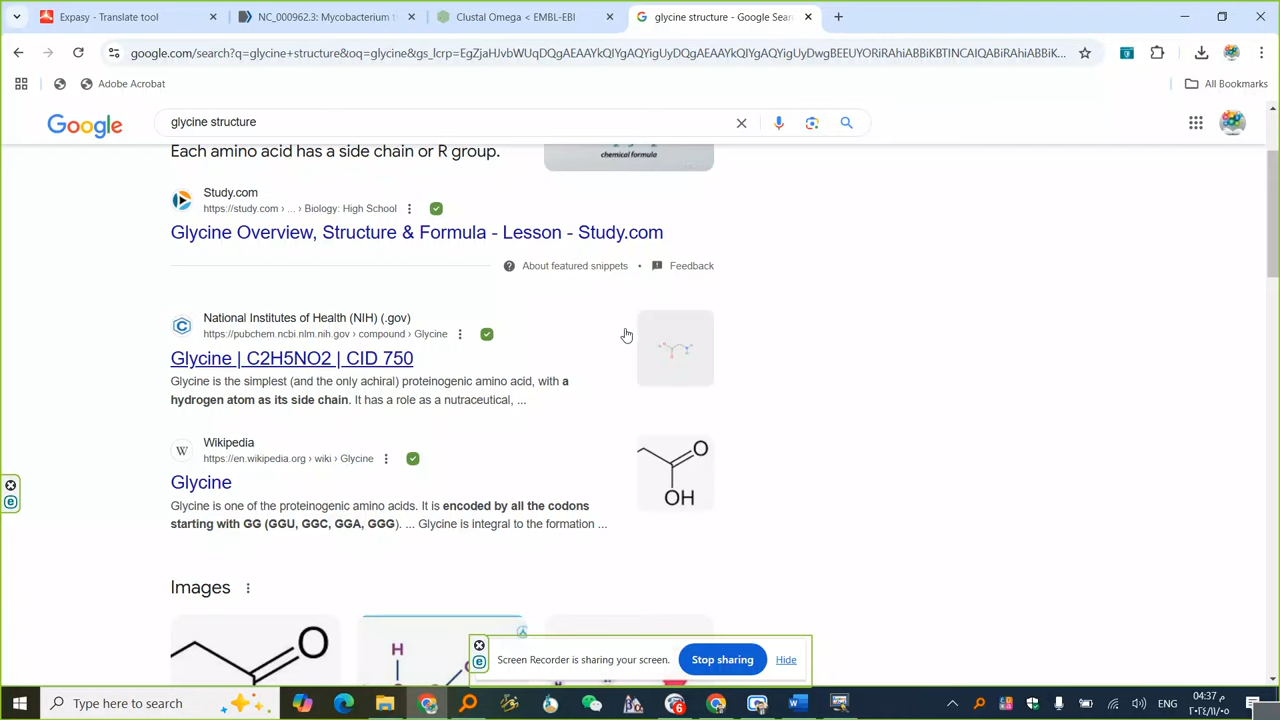 Expasy - Translate tool
NC_000962.3: Mycobacterium t
Clustal Omega < EMBL-EBI
glycine structure - Google Sear
google.com/search?q=glycine+structure&oq=glycine&gs_lcrp=EgZjaHJvbWUqDQgAEAAYkQIYgAQYigUyDQgAEAAYkQIYgAQYigUyDwgBEEUYORiRAhiABBiKBTINCAIQABiRAhiABBiK...
Adobe Acrobat
All Bookmarks
Google
glycine structure
Each amino acid has a side chain or R group.
chemical formula
Study.com
https://study.com › ... › Biology: High School
Glycine Overview, Structure & Formula - Lesson - Study.com
About featured snippets • Feedback
National Institutes of Health (NIH) (.gov)
https://pubchem.ncbi nlm.nih.gov › compound › Glycine
Glycine | C2H5NO2 | CID 750
Glycine is the simplest (and the only achiral) proteinogenic amino acid, with a
hydrogen atom as its side chain. It has a role as a nutraceutical, ...
Wikipedia
https://en.wikipedia.org › wiki › Glycine
Glycine
Glycine is one of the proteinogenic amino acids. It is encoded by all the codons
starting with GG (GGU, GGC, GGA, GGG). ... Glycine is integral to the formation ...
O
OH
Images
O
H
Screen Recorder is sharing your screen.
Stop sharing
Hide
Type here to search
6
ENG
04:37 م
٢٠٢٤/١١/٠٥